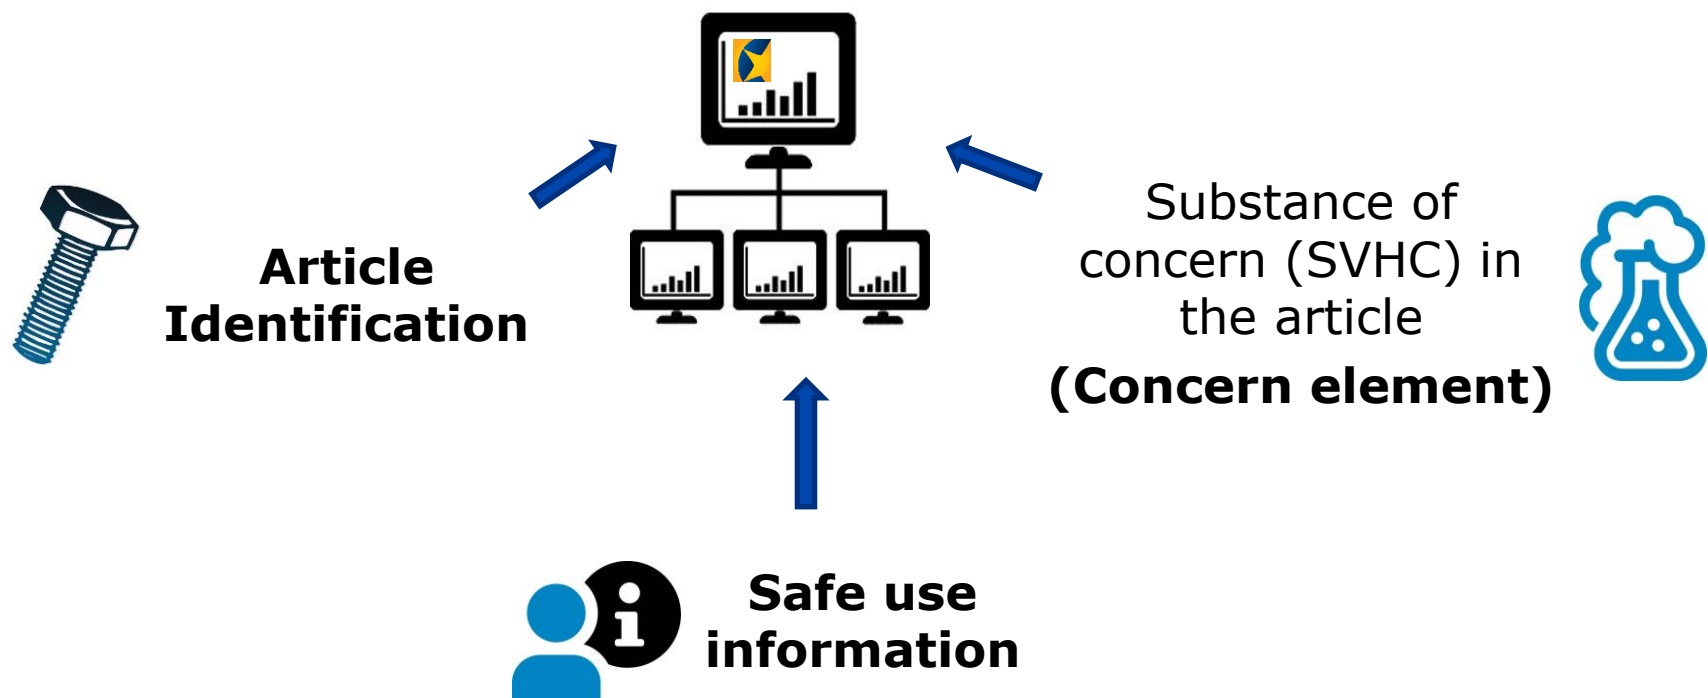 Article
Identification
Substance of
concern (SVHC) in
the article
(Concern element)
Safe use
information